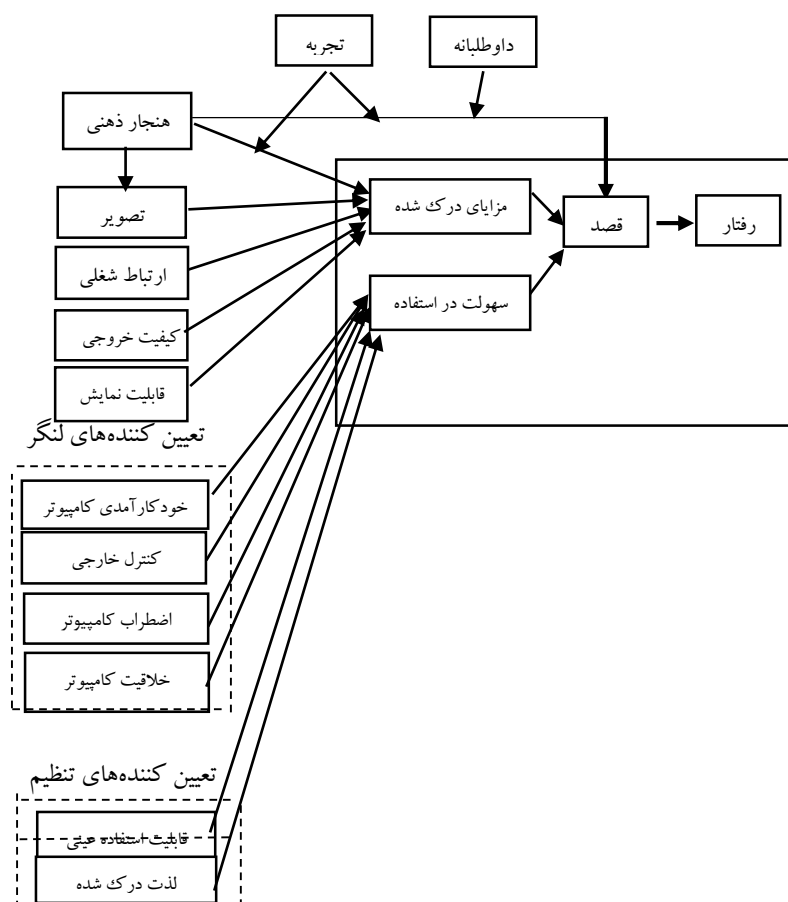 تجربه
داوطلبانه
هنجار ذهنی
تصویر
ارتباط شغلی
کیفیت خروجی
قابلیت نمایش
مزایای درک شده
سهولت در استفاده
قصد
رفتار
تعیین کننده‌های لنگر
خودکارآمدی کامپیوتر
کنترل خارجی
اضطراب کامپیوتر
خلاقیت کامپیوتر
تعیین کننده‌های تنظیم
قابلیت استفاده عینی
لذت درک شده